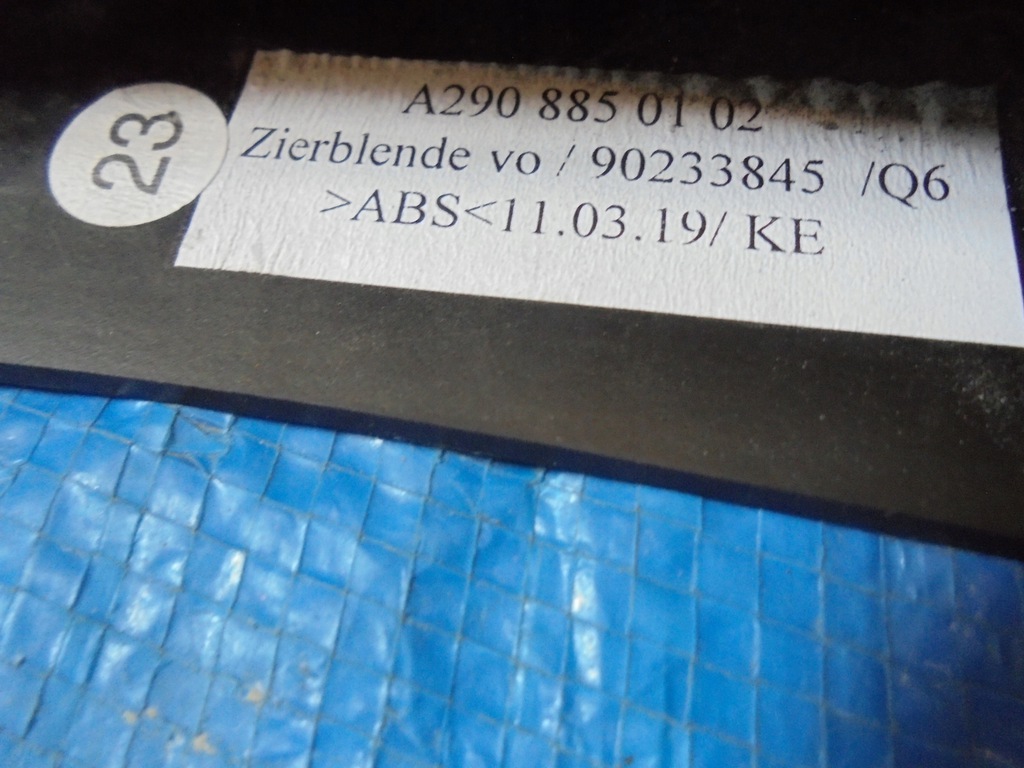 23
A290 885 01 02
Zierblende vo / 90233845 /Q6
>ABS<11.03.19/ KE